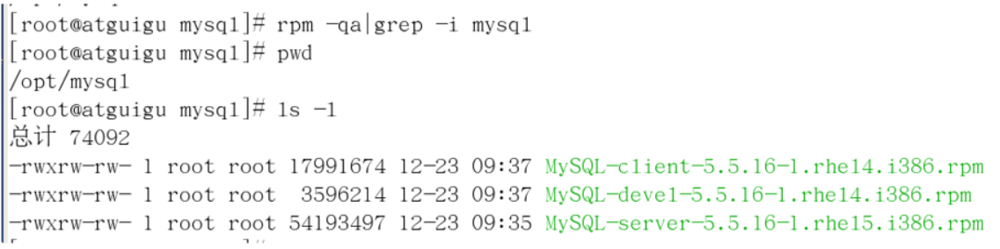 [root@atguigu mysql]# rpm -qa|grep -i mysql
[root@atguigu mysql]# pwd
/opt/mysql
[root@atguigu mysql]# ls -l
总计 74092
-rwxrw-rw- 1 root root 17991674 12-23 09:37 MySQL-client-5.5.16-1.rhel4.i386.rpm
-rwxrw-rw- 1 root root  3596214 12-23 09:37 MySQL-devel-5.5.16-1.rhel4.i386.rpm
-rwxrw-rw- 1 root root 54193497 12-23 09:35 MySQL-server-5.5.16-1.rhel5.i386.rpm